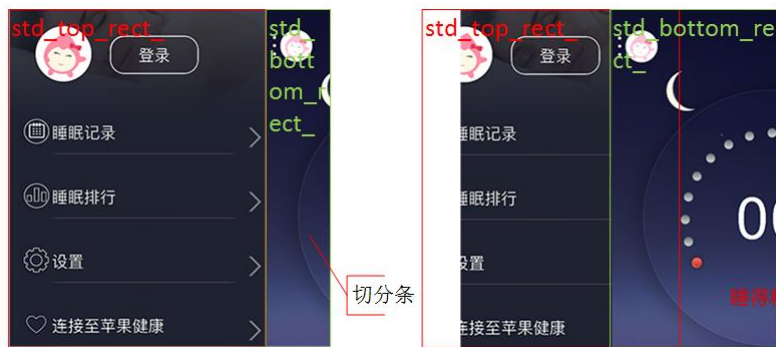 std_top_rect_
登录
睡眠记录
睡眠排行
设置
连接至苹果健康
std_
bott
om_r
ect_
切分条
std_top_rect_
登录
睡眠记录
睡眠排行
设置
连接至苹果健康
std_bottom_re
ct_